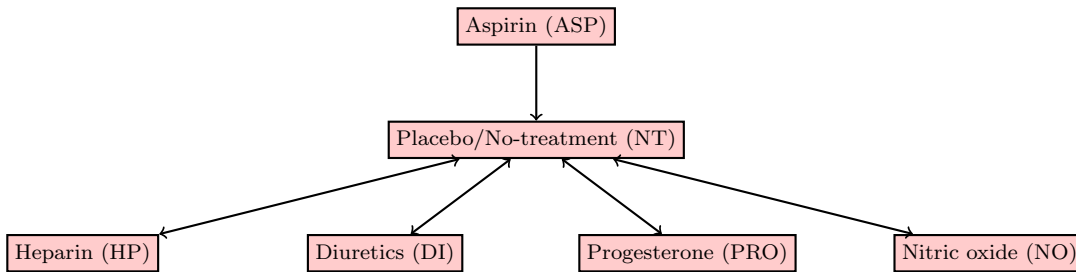 Aspirin (ASP)
Placebo/No-treatment (NT)
Heparin (HP)
Diuretics (DI)
Progesterone (PRO)
Nitric oxide (NO)